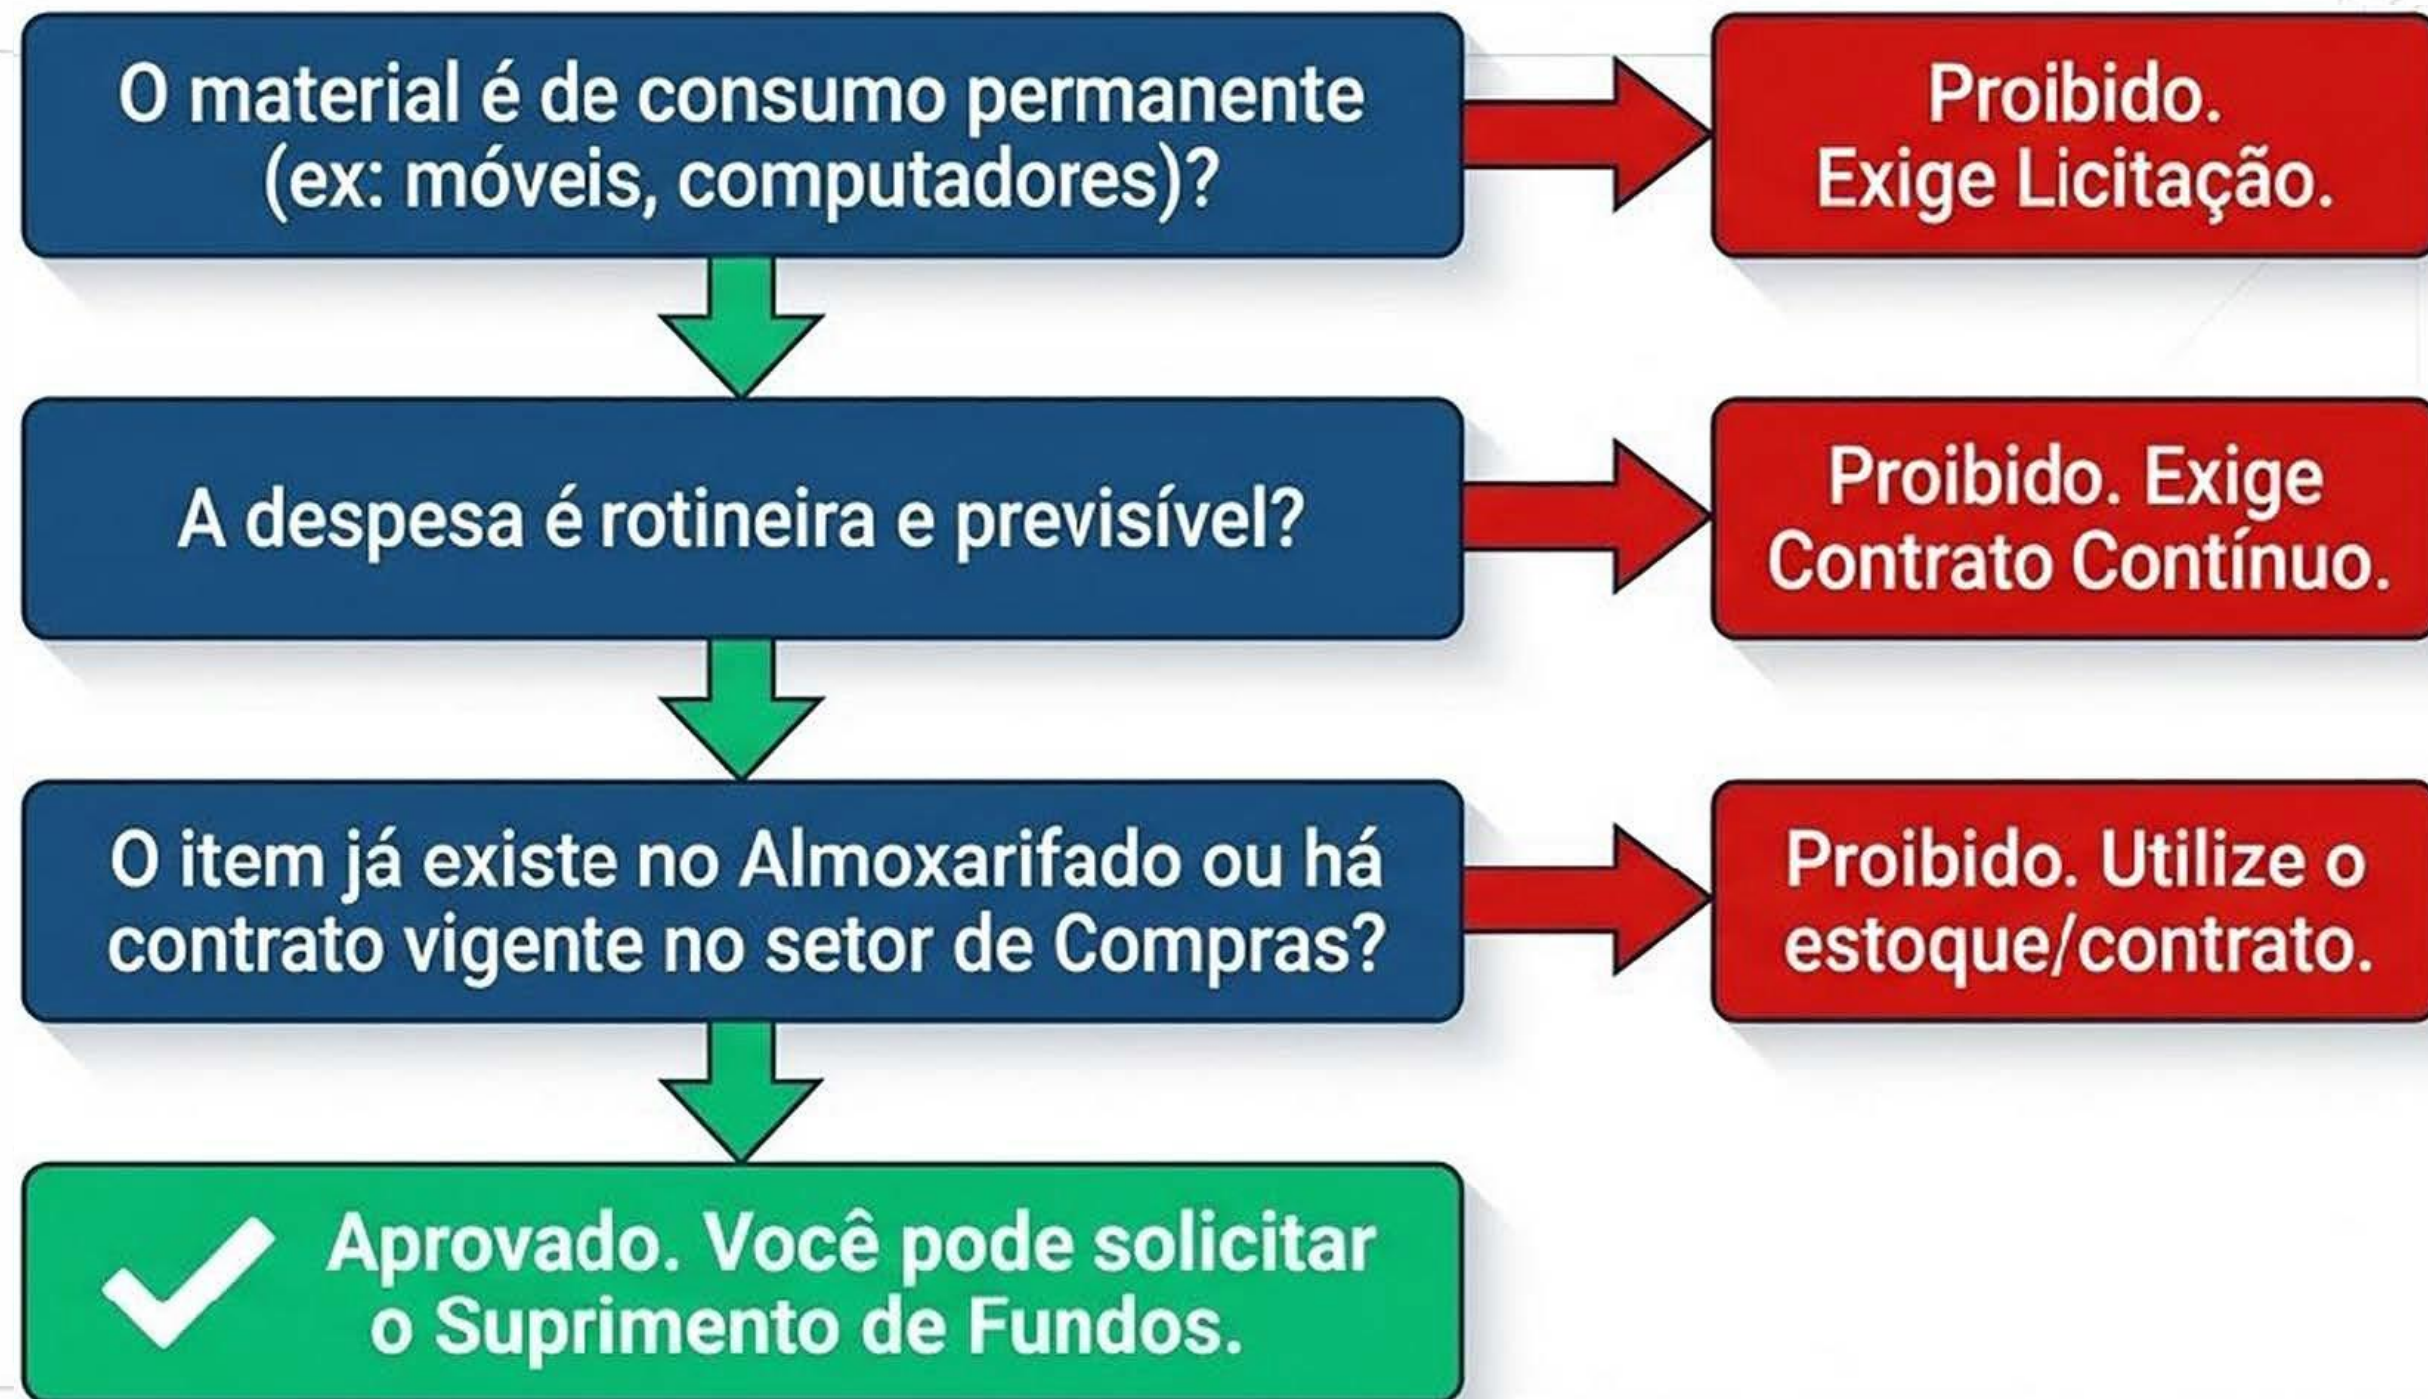 O material é de consumo permanente
(ex: móveis, computadores)?
Proibido.
Exige Licitação.
A despesa é rotineira e previsível?
Proibido. Exige
Contrato Contínuo.
O item já existe no Almoxarifado ou há
contrato vigente no setor de Compras?
Proibido. Utilize o
estoque/contrato.
Aprovado. Você pode solicitar
o Suprimento de Fundos.